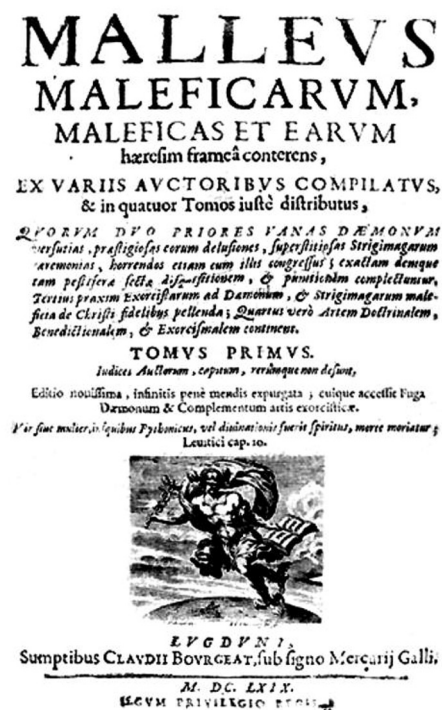 MALLEVS
MALEFICARVM,
MALEFICAS ET EARVM
hæresim frameâ conterens,
EX VARIIS AVCTORIBVS COMPILATVS,
& in quatuor Tomos iustè distributus,
QVORVM DVO PRIORES VANAS DÆMONVM
versutias, præstigiosas eorum delusiones, superstitiosas Strigimagarum
cæremonias, horrendos etiam cum illis congressus; exactam denique
tam pestiferæ sectæ disquisitionem, & punitionem complectuntur.
Tertius praxim Exorcistarum ad Dæmonum, & Strigimagarum male-
ficia de Christi fidelibus pellenda; Quartus verò Artem Doctrinalem,
Benedictionalem, & Exorcismalem continent.
TOMVS PRIMVS.
Indices Auctorum, capitum, rerúmque non desunt,
Editio nouissima, infinitis penè mendis expurgata; cuique accessit Fuga
Dæmonum & Complementum artis exorcisticæ.
Vir siue mulier, in quibus Pythonicus, vel diuinationis fuerit spiritus, morte moriatur;
Leuitici cap. 10.
LVGDVNI,
Sumptibus CLAVDII BOVRGEAT, sub signo Mercurij Galli.
M. DC. LXIX.
CVM PRIVILEGIO REGIS